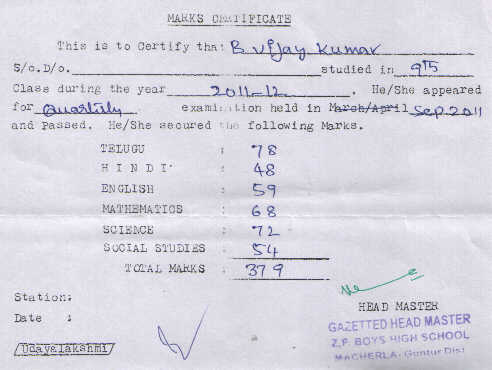 MARKS CERTIFICATE
This is to Certify that B vijay kumar
S/o.D/o. studied in 9th
Class during the year 2011-12. He/She appeared
for Quartily examination held in March/April Sep 2011
and Passed. He/She secured the following Marks.
TELUGU : 78
HINDI : 48
ENGLISH : 59
MATHEMATICS : 68
SCIENCE : 72
SOCIAL STUDIES : 54
TOTAL MARKS : 379
Station:
Date :
HEAD MASTER
GAZETTED HEAD MASTER
Z.P. BOYS HIGH SCHOOL
MACHERLA, Guntur Dist
/Udayalakshmi/